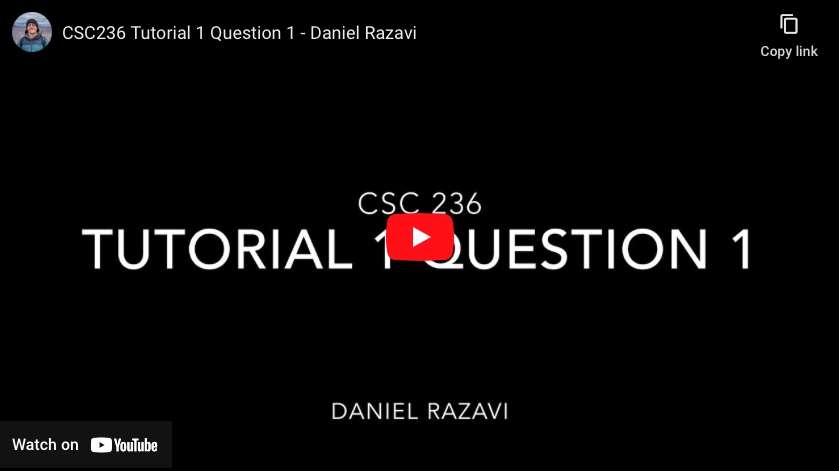 CSC236 Tutorial 1 Question 1 - Daniel Razavi
Copy link
CSC 236
TUTORIAL 1 QUESTION 1
DANIEL RAZAVI
Watch on YouTube